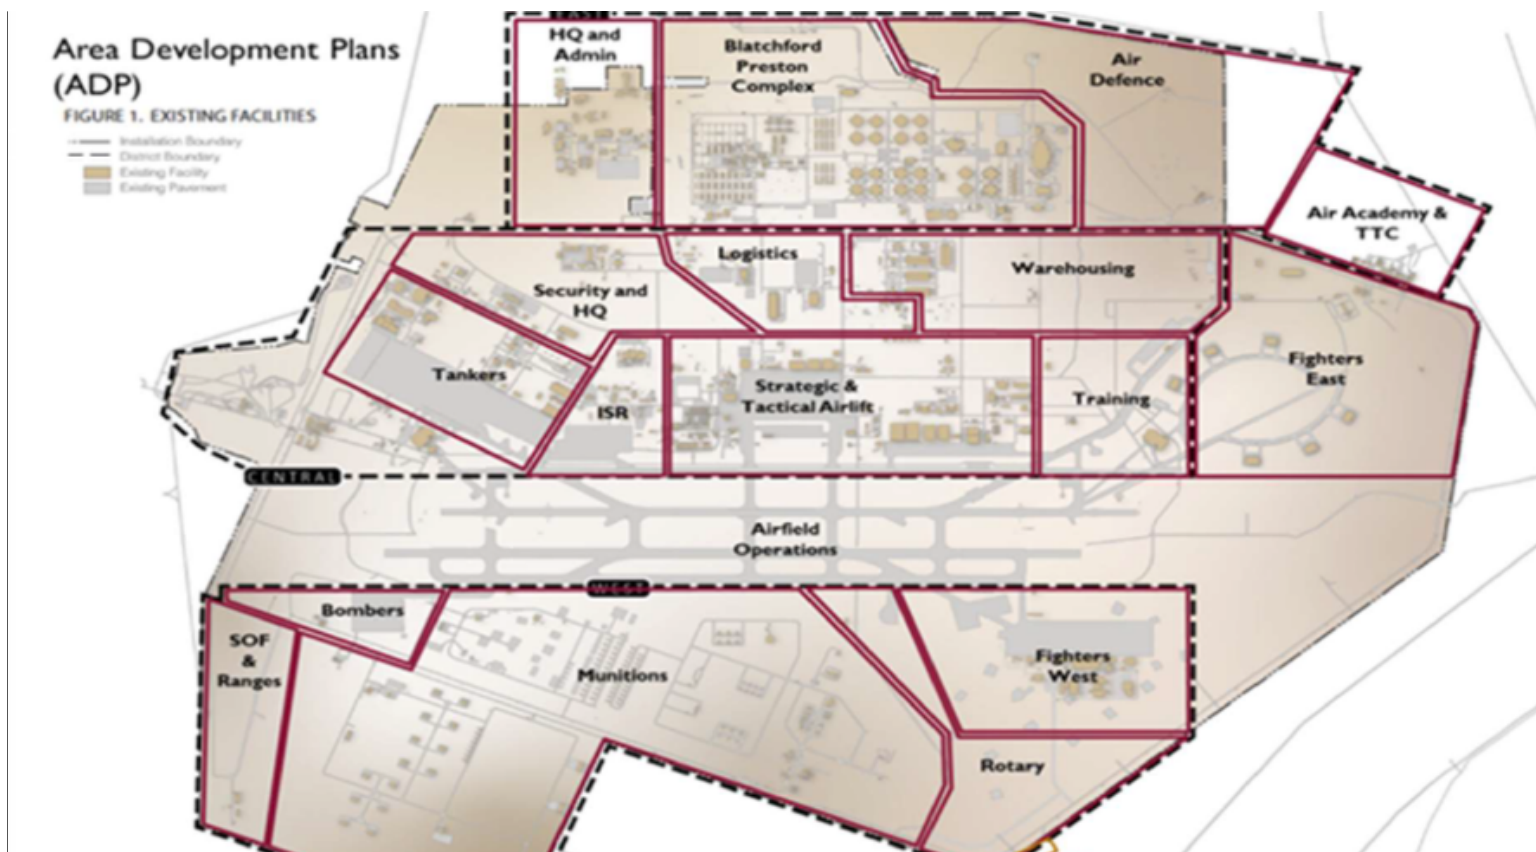 Area Development Plans
(ADP)
FIGURE 1. EXISTING FACILITIES
Installation Boundary
District Boundary
Existing Facility
Existing Pavement
EAST
HQ and
Admin
Blatchford
Preston
Complex
Air
Defence
Air Academy &
TTC
Logistics
Warehousing
Security and
HQ
Tankers
ISR
Strategic &
Tactical Airlift
Training
Fighters
East
CENTRAL
Airfield
Operations
WEST
Bombers
SOF
&
Ranges
Munitions
Fighters
West
Rotary